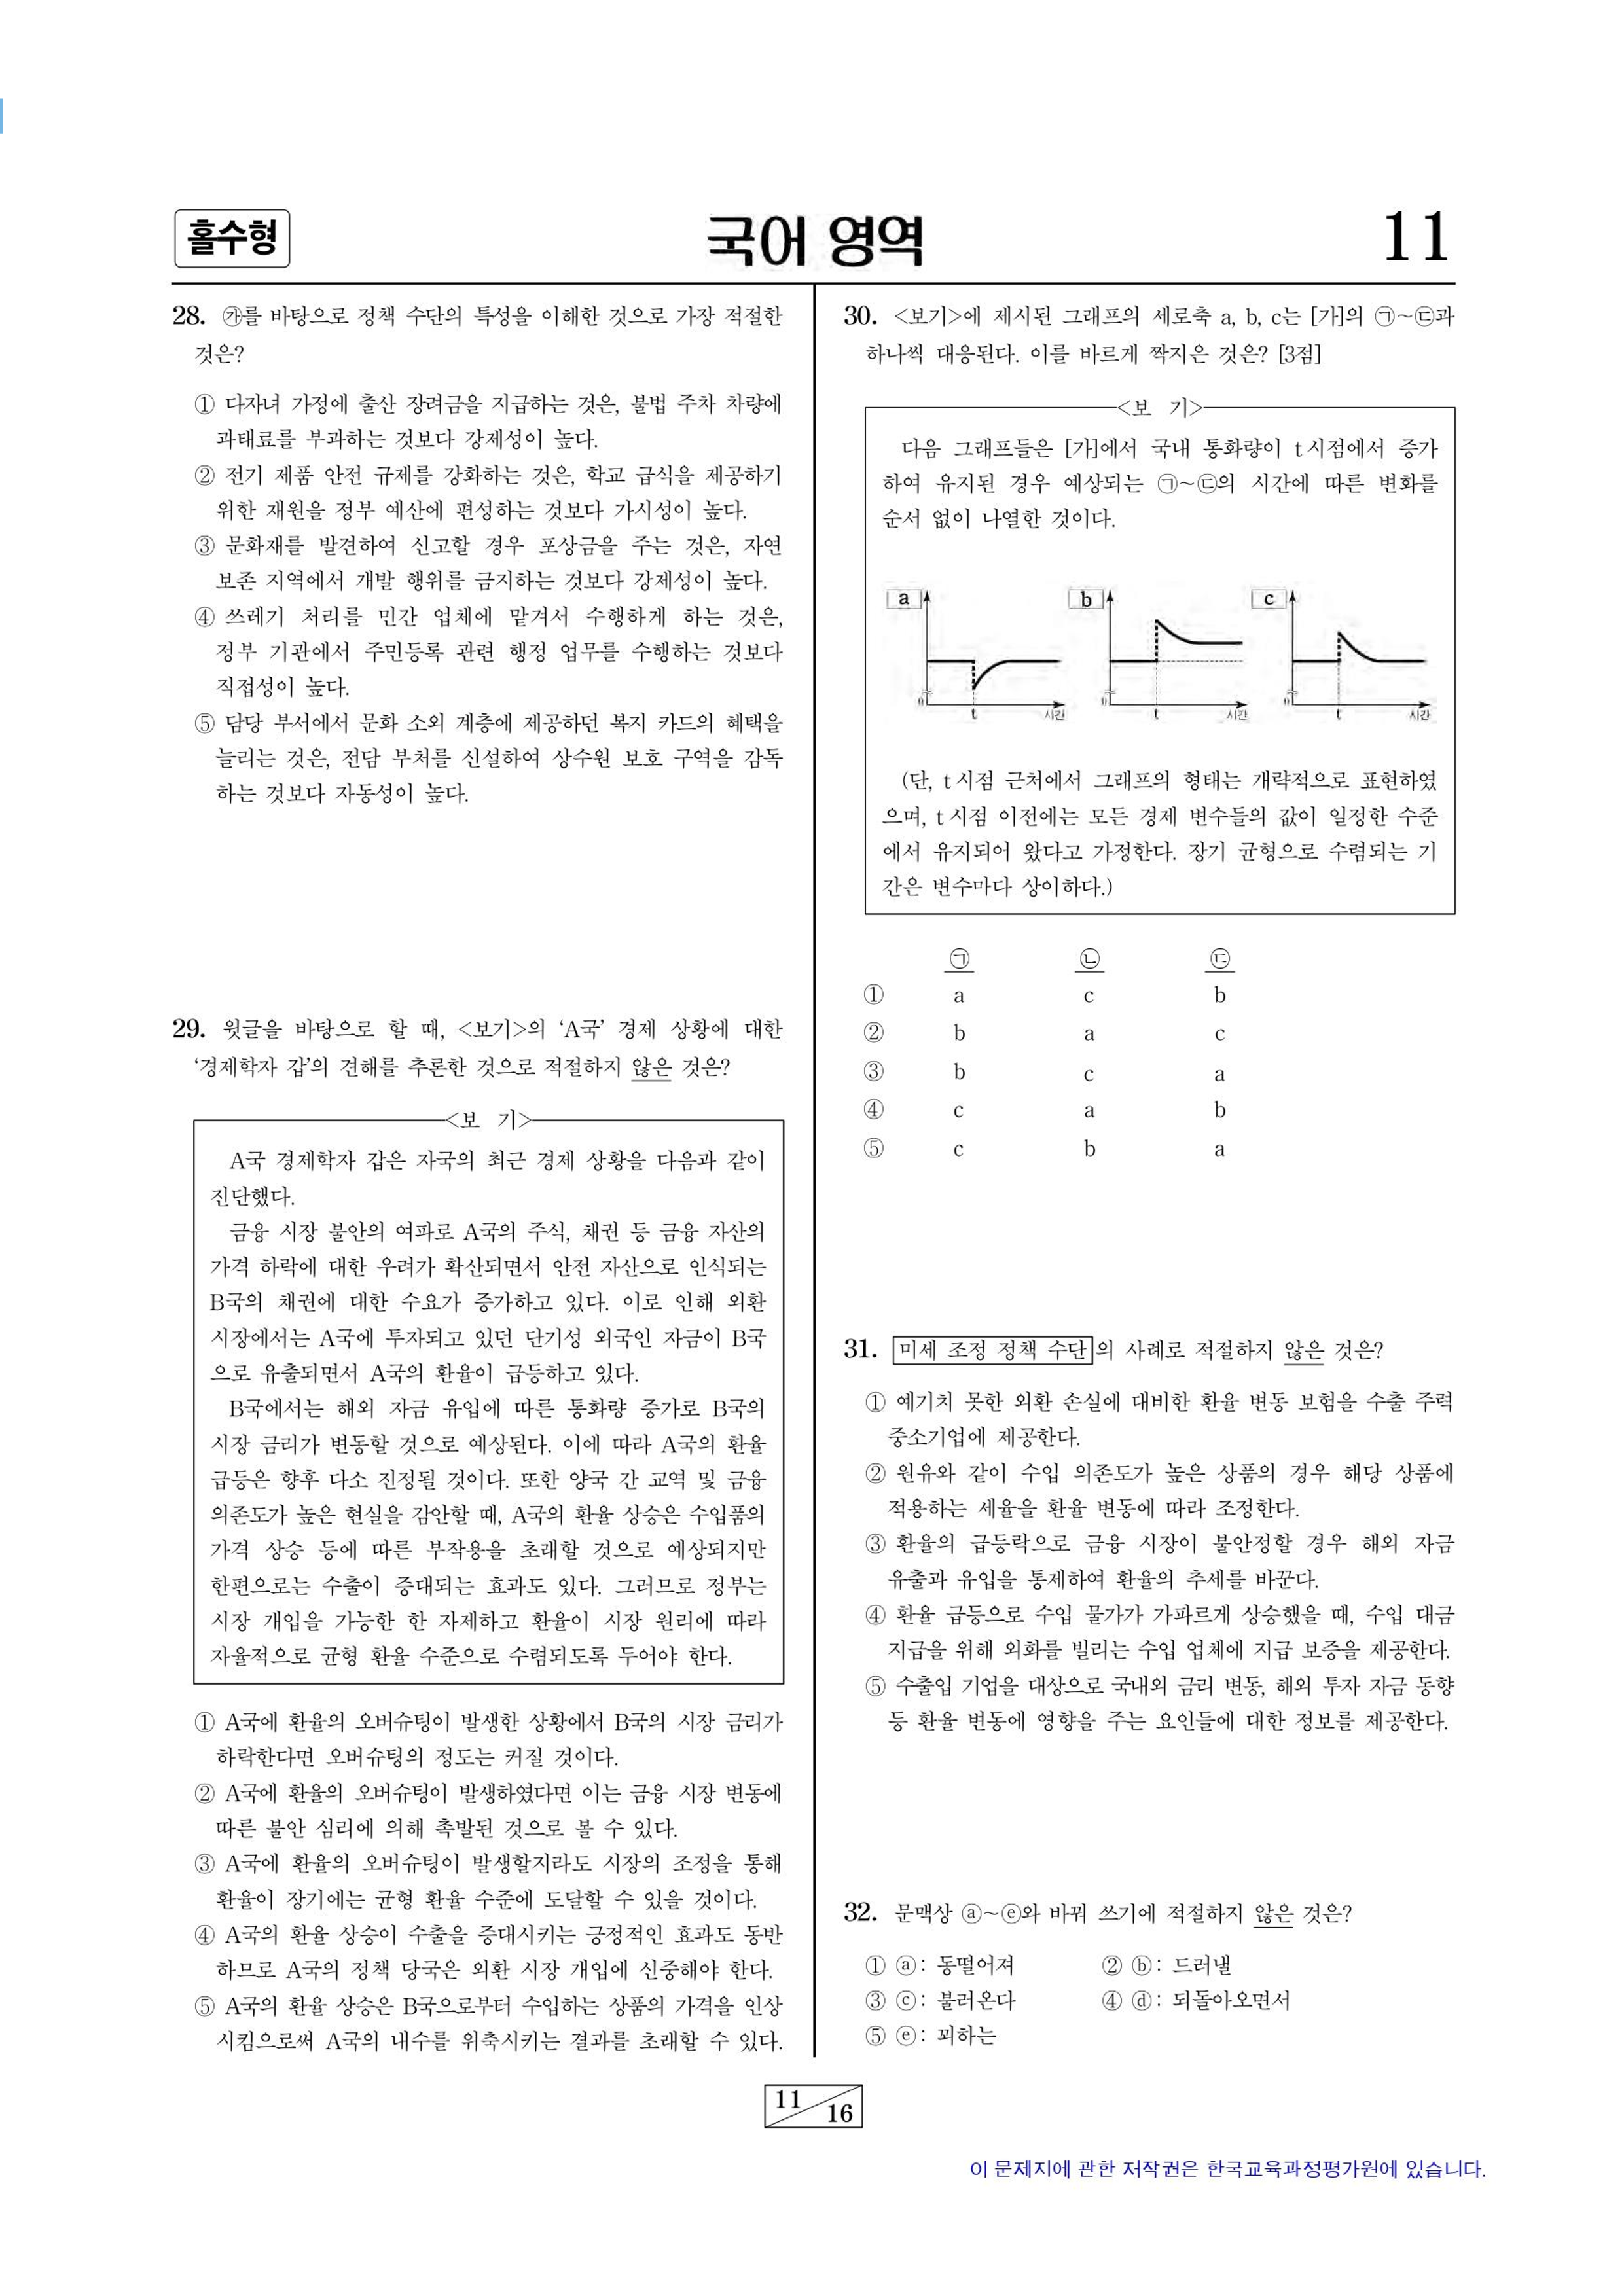 홀수형
국어 영역
11
28. ㉮를 바탕으로 정책 수단의 특성을 이해한 것으로 가장 적절한
것은?
① 다자녀 가정에 출산 장려금을 지급하는 것은, 불법 주차 차량에
과태료를 부과하는 것보다 강제성이 높다.
② 전기 제품 안전 규제를 강화하는 것은, 학교 급식을 제공하기
위한 재원을 정부 예산에 편성하는 것보다 가시성이 높다.
③ 문화재를 발견하여 신고할 경우 포상금을 주는 것은, 자연
보존 지역에서 개발 행위를 금지하는 것보다 강제성이 높다.
④ 쓰레기 처리를 민간 업체에 맡겨서 수행하게 하는 것은,
정부 기관에서 주민등록 관련 행정 업무를 수행하는 것보다
직접성이 높다.
⑤ 담당 부서에서 문화 소외 계층에 제공하던 복지 카드의 혜택을
늘리는 것은, 전담 부처를 신설하여 상수원 보호 구역을 감독
하는 것보다 자동성이 높다.
29. 윗글을 바탕으로 할 때, <보기>의 ‘A국’ 경제 상황에 대한
‘경제학자 갑’의 견해를 추론한 것으로 적절하지 않은 것은?
<보 기>
A국 경제학자 갑은 자국의 최근 경제 상황을 다음과 같이
진단했다.
금융 시장 불안의 여파로 A국의 주식, 채권 등 금융 자산의
가격 하락에 대한 우려가 확산되면서 안전 자산으로 인식되는
B국의 채권에 대한 수요가 증가하고 있다. 이로 인해 외환
시장에서는 A국에 투자되고 있던 단기성 외국인 자금이 B국
으로 유출되면서 A국의 환율이 급등하고 있다.
B국에서는 해외 자금 유입에 따른 통화량 증가로 B국의
시장 금리가 변동할 것으로 예상된다. 이에 따라 A국의 환율
급등은 향후 다소 진정될 것이다. 또한 양국 간 교역 및 금융
의존도가 높은 현실을 감안할 때, A국의 환율 상승은 수입품의
가격 상승 등에 따른 부작용을 초래할 것으로 예상되지만
한편으로는 수출이 증대되는 효과도 있다. 그러므로 정부는
시장 개입을 가능한 한 자제하고 환율이 시장 원리에 따라
자율적으로 균형 환율 수준으로 수렴되도록 두어야 한다.
① A국에 환율의 오버슈팅이 발생한 상황에서 B국의 시장 금리가
하락한다면 오버슈팅의 정도는 커질 것이다.
② A국에 환율의 오버슈팅이 발생하였다면 이는 금융 시장 변동에
따른 불안 심리에 의해 촉발된 것으로 볼 수 있다.
③ A국에 환율의 오버슈팅이 발생할지라도 시장의 조정을 통해
환율이 장기에는 균형 환율 수준에 도달할 수 있을 것이다.
④ A국의 환율 상승이 수출을 증대시키는 긍정적인 효과도 동반
하므로 A국의 정책 당국은 외환 시장 개입에 신중해야 한다.
⑤ A국의 환율 상승은 B국으로부터 수입하는 상품의 가격을 인상
시킴으로써 A국의 내수를 위축시키는 결과를 초래할 수 있다.
30. <보기>에 제시된 그래프의 세로축 a, b, c는 [가]의 ㉠~㉢과
하나씩 대응된다. 이를 바르게 짝지은 것은? [3점]
<보 기>
다음 그래프들은 [가]에서 국내 통화량이 t시점에서 증가
하여 유지된 경우 예상되는 ㉠~㉢의 시간에 따른 변화를
순서 없이 나열한 것이다.
a b c
0 t 시간 0 t 시간 0 t 시간
(단, t시점 근처에서 그래프의 형태는 개략적으로 표현하였
으며, t시점 이전에는 모든 경제 변수들의 값이 일정한 수준
에서 유지되어 왔다고 가정한다. 장기 균형으로 수렴되는 기
간은 변수마다 상이하다.)
㉠ ㉡ ㉢
① a c b
② b a c
③ b c a
④ c a b
⑤ c b a
31. 미세 조정 정책 수단의 사례로 적절하지 않은 것은?
① 예기치 못한 외환 손실에 대비한 환율 변동 보험을 수출 주력
중소기업에 제공한다.
② 원유와 같이 수입 의존도가 높은 상품의 경우 해당 상품에
적용하는 세율을 환율 변동에 따라 조정한다.
③ 환율의 급등락으로 금융 시장이 불안정할 경우 해외 자금
유출과 유입을 통제하여 환율의 추세를 바꾼다.
④ 환율 급등으로 수입 물가가 가파르게 상승했을 때, 수입 대금
지급을 위해 외화를 빌리는 수입 업체에 지급 보증을 제공한다.
⑤ 수출입 기업을 대상으로 국내외 금리 변동, 해외 투자 자금 동향
등 환율 변동에 영향을 주는 요인들에 대한 정보를 제공한다.
32. 문맥상 ⓐ~ⓔ와 바꿔 쓰기에 적절하지 않은 것은?
① ⓐ: 동떨어져 ② ⓑ: 드러낼
③ ⓒ: 불러온다 ④ ⓓ: 되돌아오면서
⑤ ⓔ: 꾀하는
11
16
이 문제지에 관한 저작권은 한국교육과정평가원에 있습니다.